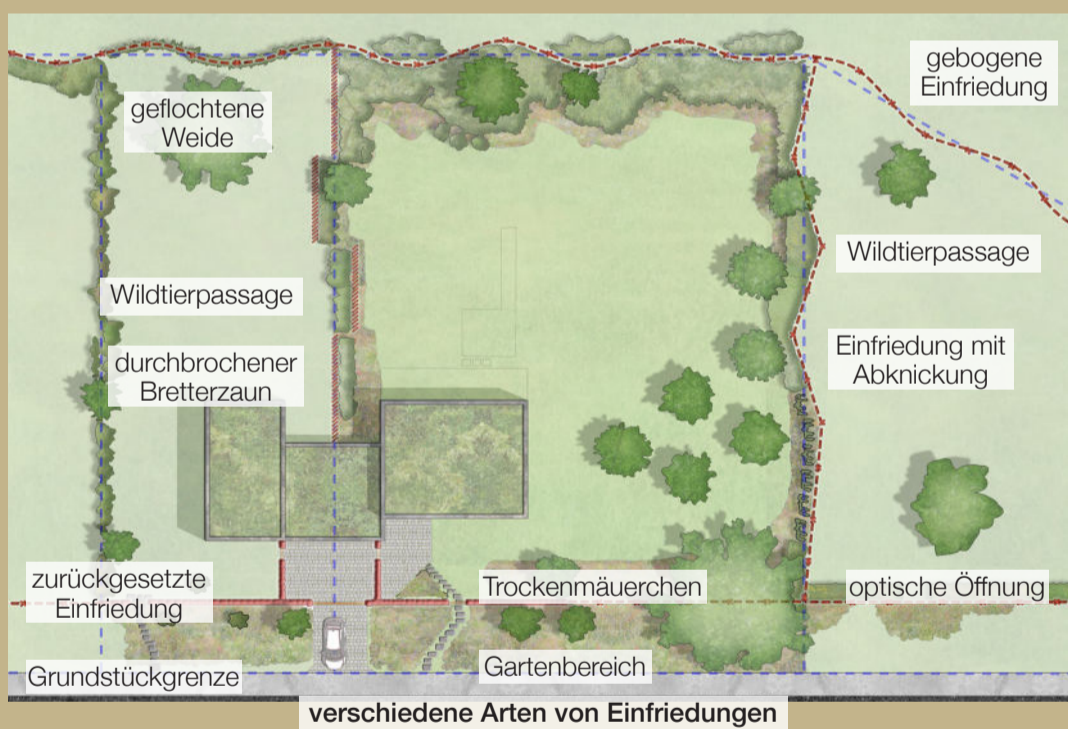 gebogene
Einfriedung
geflochtene
Weide
Wildtierpassage
Wildtierpassage
durchbrochener
Bretterzaun
Einfriedung mit
Abknickung
zurückgesetzte
Einfriedung
Trockenmäuerchen
optische Öffnung
Grundstückgrenze
Gartenbereich
verschiedene Arten von Einfriedungen